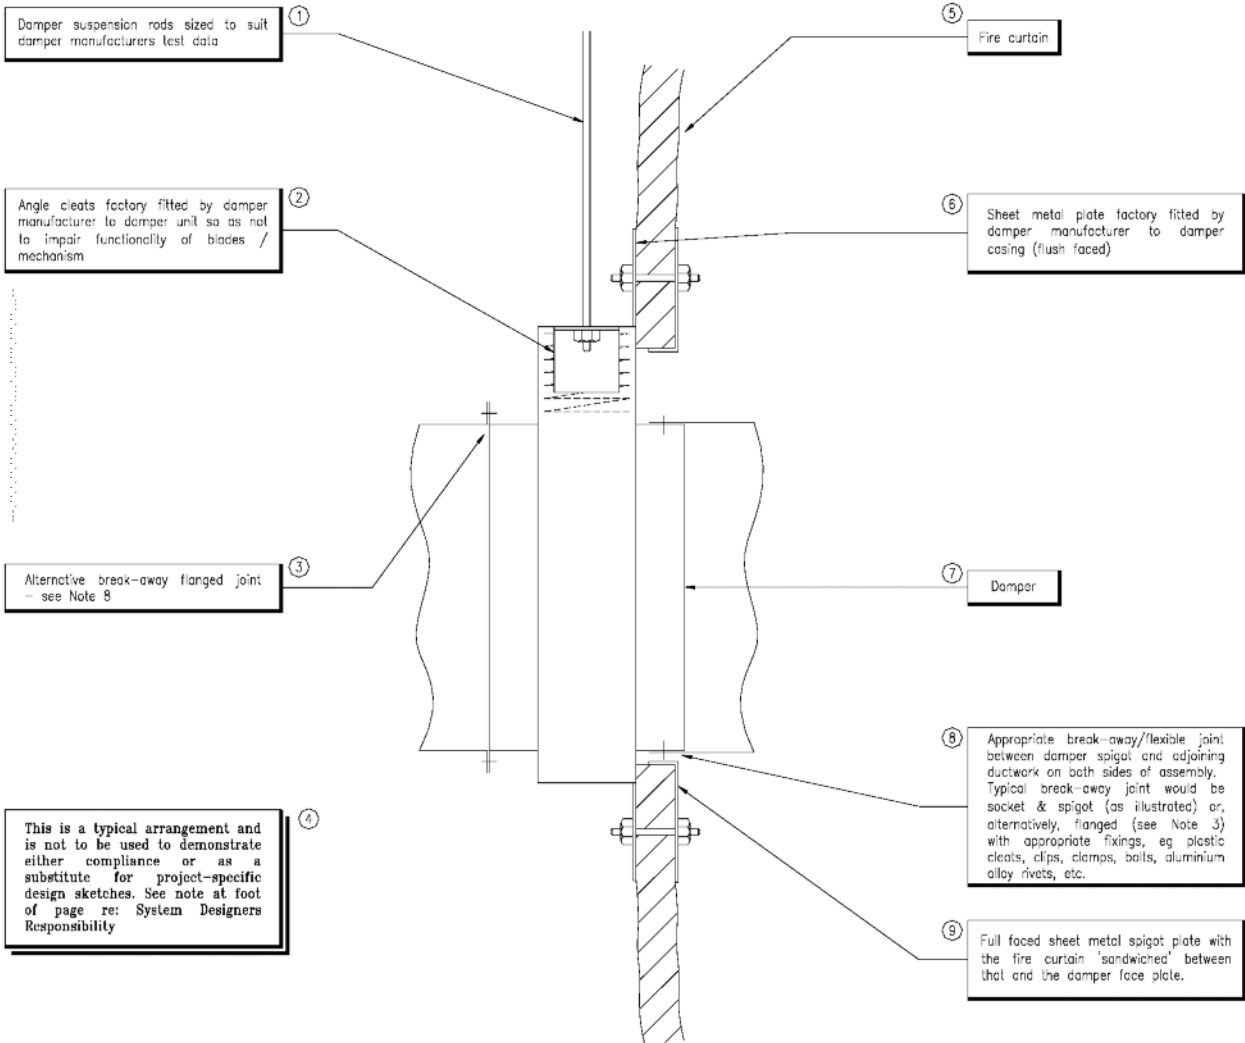 ①
Damper suspension rods sized to suit
damper manufacturers test data
②
Angle cleats factory fitted by damper
manufacturer to damper unit so as not
to impair functionality of blades /
mechanism
③
Alternative break-away flanged joint
- see Note 8
④
This is a typical arrangement and
is not to be used to demonstrate
either compliance or as a
substitute for project-specific
design sketches. See note at foot
of page re: System Designers
Responsibility
⑤
Fire curtain
⑥
Sheet metal plate factory fitted by
damper manufacturer to damper
casing (flush faced)
⑦
Damper
⑧
Appropriate break-away/flexible joint
between damper spigot and adjoining
ductwork on both sides of assembly.
Typical break-away joint would be
socket & spigot (as illustrated) or,
alternatively, flanged (see Note 3)
with appropriate fixings, eg plastic
cleats, clips, clamps, bolts, aluminium
alloy rivets, etc.
⑨
Full faced sheet metal spigot plate with
the fire curtain 'sandwiched' between
that and the damper face plate.